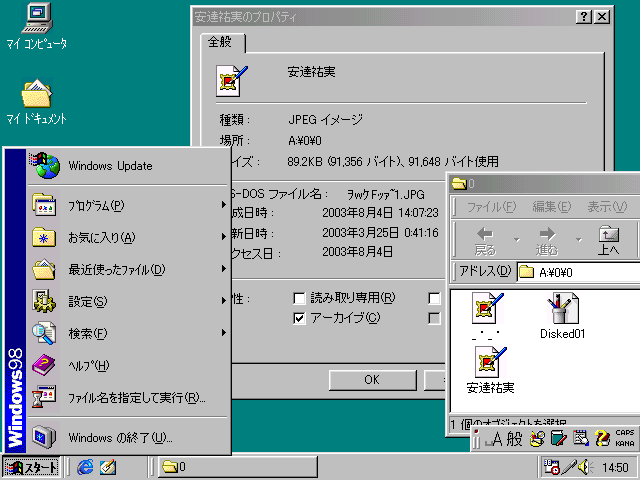 マイ コンピュータ
マイ ドキュメント
安達祐実のプロパティ
全般
安達祐実
種類：
JPEG イメージ
場所：
A:¥0¥0
イズ：
89.2KB (91,356 バイト)、91,648 バイト使用
S-DOS ファイル名：
成日時：
2003年8月4日 14:07:23
新日時：
2003年3月25日 0:41:16
クセス日：
2003年8月4日
性：
読み取り専用(R)
アーカイブ(C)
OK
Windows98
Windows Update
プログラム(P)
お気に入り(A)
最近使ったファイル(D)
設定(S)
検索(F)
ヘルプ(H)
ファイル名を指定して実行(R)...
Windows の終了(U)...
0
ファイル(F)
編集(E)
表示(V)
戻る
進む
上へ
アドレス(D)
A:¥0¥0
_·_·
Disked01
安達祐実
1 個のオブジェクトを選択
_A 般
CAPS
KANA
スタート
0
14:50